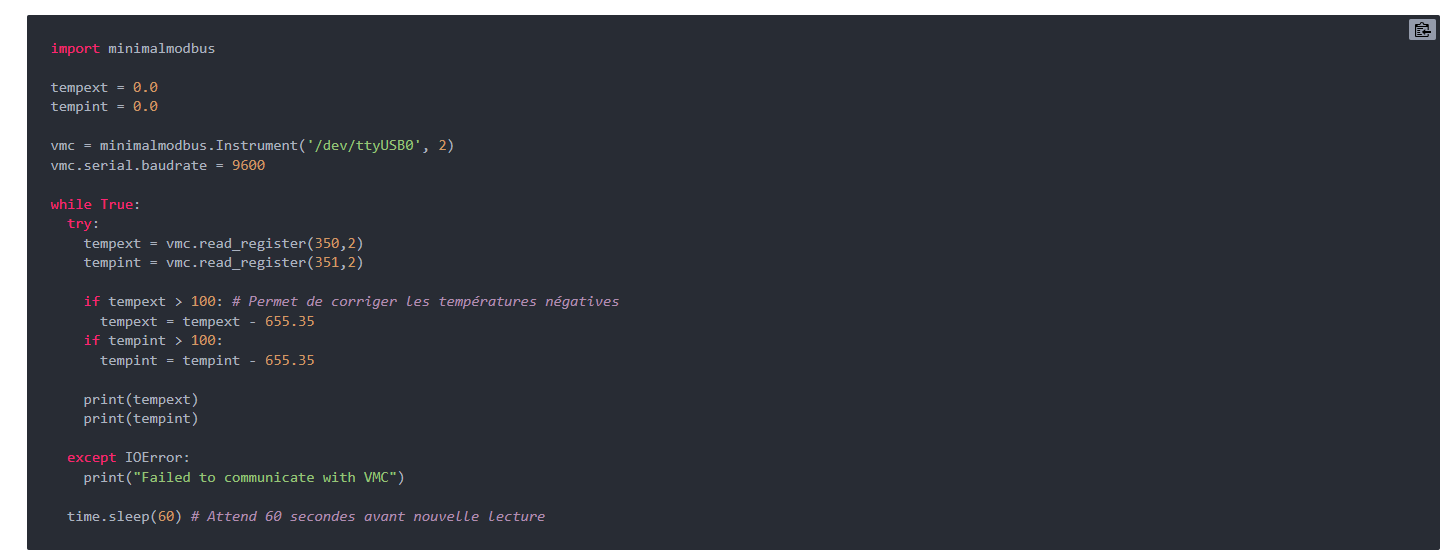 import minimalmodbus
tempext = 0.0
tempint = 0.0
vmc = minimalmodbus.Instrument('/dev/ttyUSB0', 2)
vmc.serial.baudrate = 9600
while True:
  try:
    tempext = vmc.read_register(350,2)
    tempint = vmc.read_register(351,2)
    if tempext > 100: # Permet de corriger les températures négatives
      tempext = tempext - 655.35
    if tempint > 100:
      tempint = tempint - 655.35
    print(tempext)
    print(tempint)
  except IOError:
    print("Failed to communicate with VMC")
  time.sleep(60) # Attend 60 secondes avant nouvelle lecture